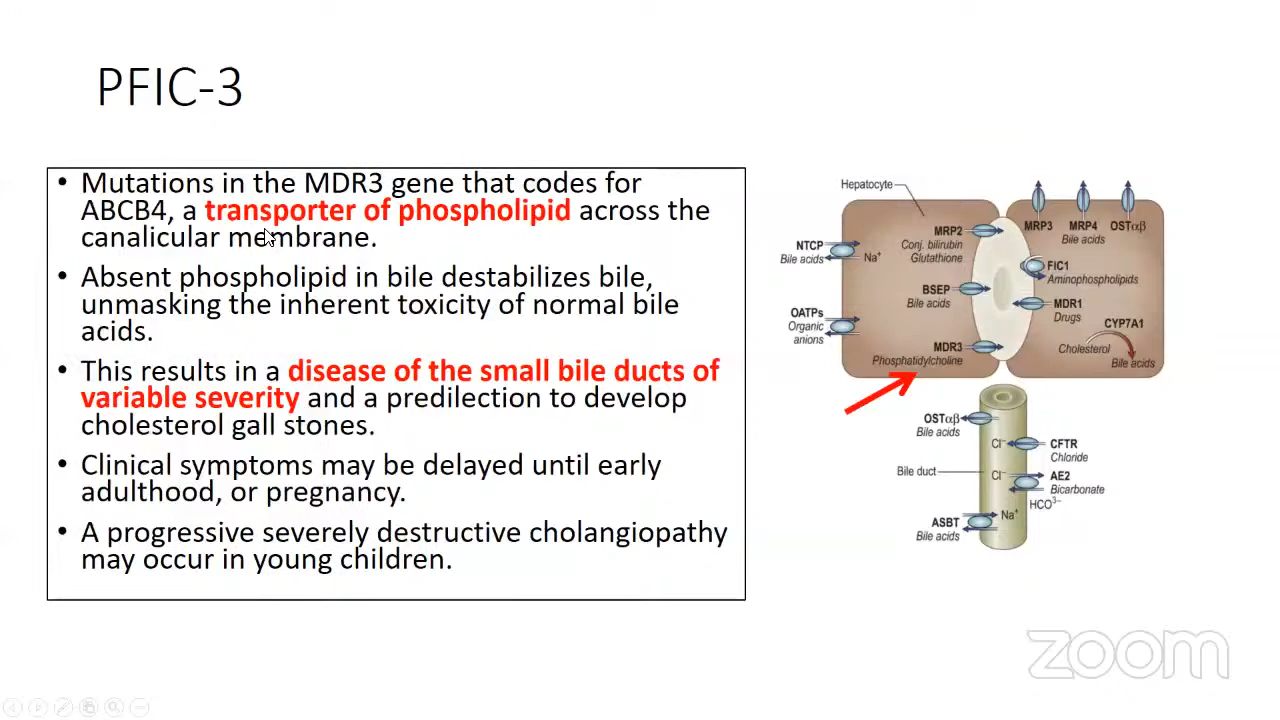 PFIC-3
• Mutations in the MDR3 gene that codes for
ABCB4, a transporter of phospholipid across the
canalicular membrane.
• Absent phospholipid in bile destabilizes bile,
unmasking the inherent toxicity of normal bile
acids.
• This results in a disease of the small bile ducts of
variable severity and a predilection to develop
cholesterol gall stones.
• Clinical symptoms may be delayed until early
adulthood, or pregnancy.
• A progressive severely destructive cholangiopathy
may occur in young children.
Hepatocyte
NTCP
Bile acids
Na⁺
OATPs
Organic
anions
MRP2
Conj. bilirubin
Glutathione
BSEP
Bile acids
MDR3
Phosphatidylcholine
MRP3
MRP4
Bile acids
OSTαβ
FIC1
Aminophospholipids
MDR1
Drugs
CYP7A1
Cholesterol
Bile acids
OSTαβ
Bile acids
Cl⁻
CFTR
Chloride
Bile duct
Cl⁻
AE2
Bicarbonate
HCO³⁻
ASBT
Bile acids
Na⁺
zoom